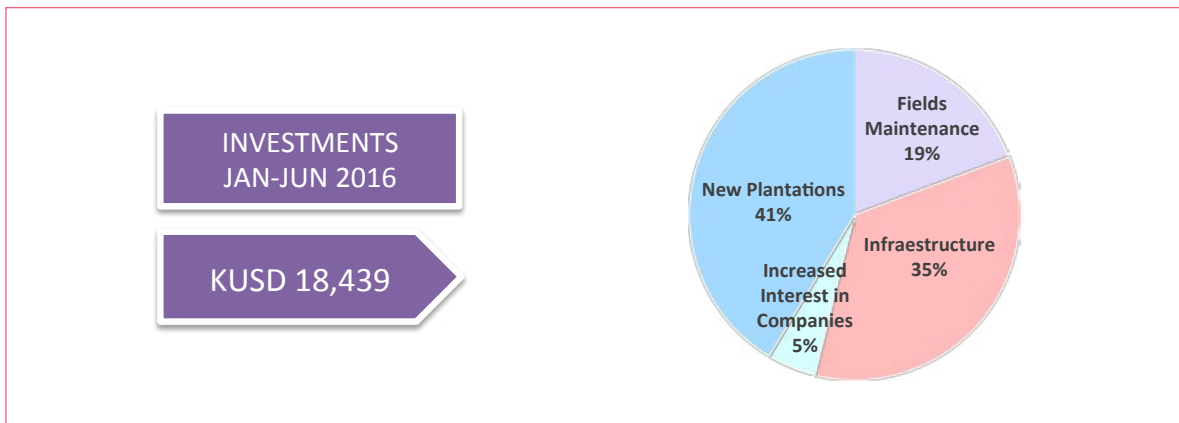 INVESTMENTS
JAN-JUN 2016
KUSD 18,439
Fields
Maintenance
19%
Infraestructure
35%
Increased
Interest in
Companies
5%
New Plantations
41%